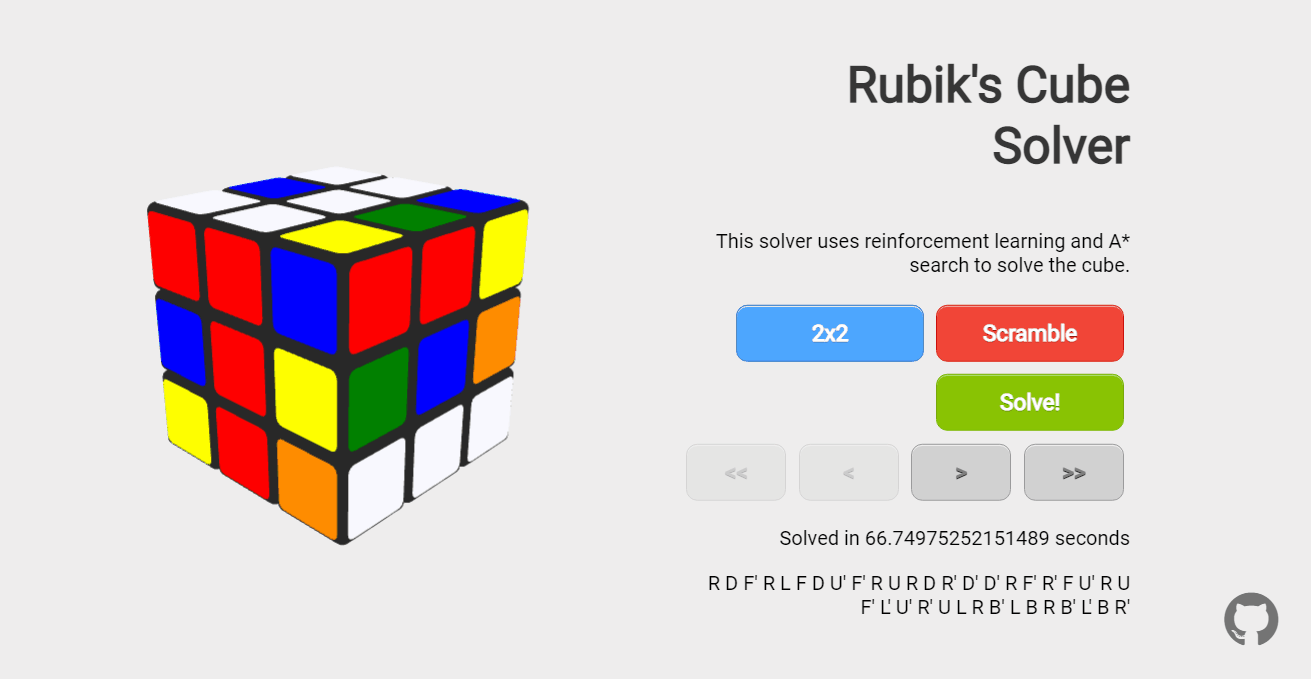 Rubik's Cube
Solver
This solver uses reinforcement learning and A*
search to solve the cube.
2x2
Scramble
Solve!
<<
<
>
>>
Solved in 66.74975252151489 seconds
R D F' R L F D U' F' R U R D R' D' D' R F' R' F U' R U
F' L' U' R' U L R B' L B R B' L' B R'